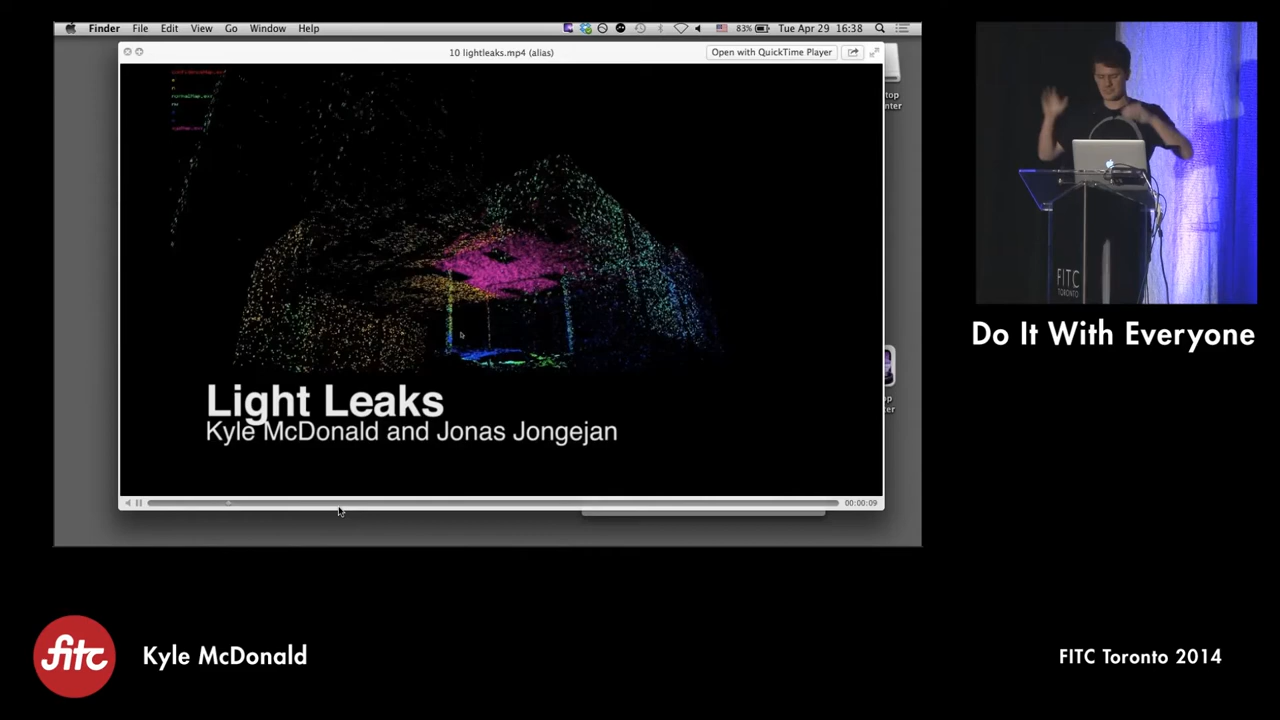 Finder File Edit View Go Window Help 83% Tue Apr 29 16:38
10 lightleaks.mp4 (alias)
Open with QuickTime Player
Light Leaks
Kyle McDonald and Jonas Jongejan
00:00:09
FITC
TORONTO
Do It With Everyone
fitc
Kyle McDonald
FITC Toronto 2014